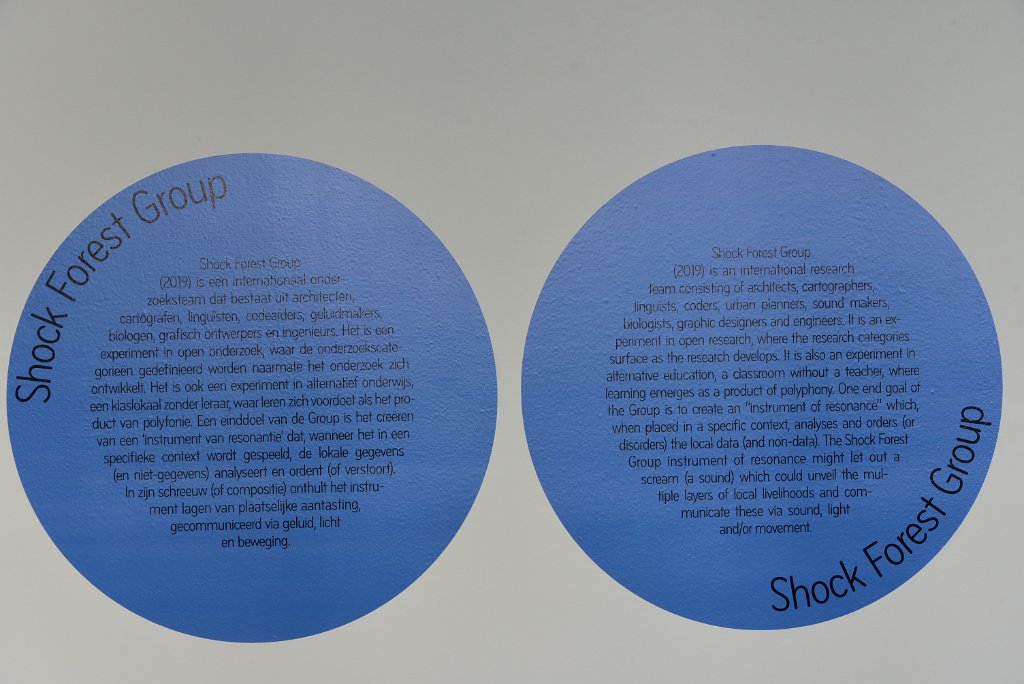 Shock Forest Group
Shock Forest Group
(2019) is een internationaal onder-
zoeksteam dat bestaat uit architecten,
cartografen, linguïsten, codeerders, geluidmakers,
biologen, grafisch ontwerpers en ingenieurs. Het is een
experiment in open onderzoek, waar de onderzoekscate-
gorieën gedefinieerd worden naarmate het onderzoek zich
ontwikkelt. Het is ook een experiment in alternatief onderwijs,
een klaslokaal zonder leraar, waar leren zich voordoet als het pro-
duct van polyfonie. Een einddoel van de Group is het creëren
van een 'instrument van resonantie' dat, wanneer het in een
specifieke context wordt gespeeld, de lokale gegevens
(en niet-gegevens) analyseert en ordent (of verstoort).
In zijn schreeuw (of compositie) onthult het instru-
ment lagen van plaatselijke aantasting,
gecommuniceerd via geluid, licht
en beweging.
Shock Forest Group
(2019) is an international research
team consisting of architects, cartographers,
linguists, coders, urban planners, sound makers,
biologists, graphic designers and engineers. It is an ex-
periment in open research, where the research categories
surface as the research develops. It is also an experiment in
alternative education, a classroom without a teacher, where
learning emerges as a product of polyphony. One end goal of
the Group is to create an "instrument of resonance" which,
when placed in a specific context, analyses and orders (or
disorders) the local data (and non-data). The Shock Forest
Group instrument of resonance might let out a
scream (a sound) which could unveil the mul-
tiple layers of local livelihoods and com-
municate these via sound, light
and/or movement.
Shock Forest Group